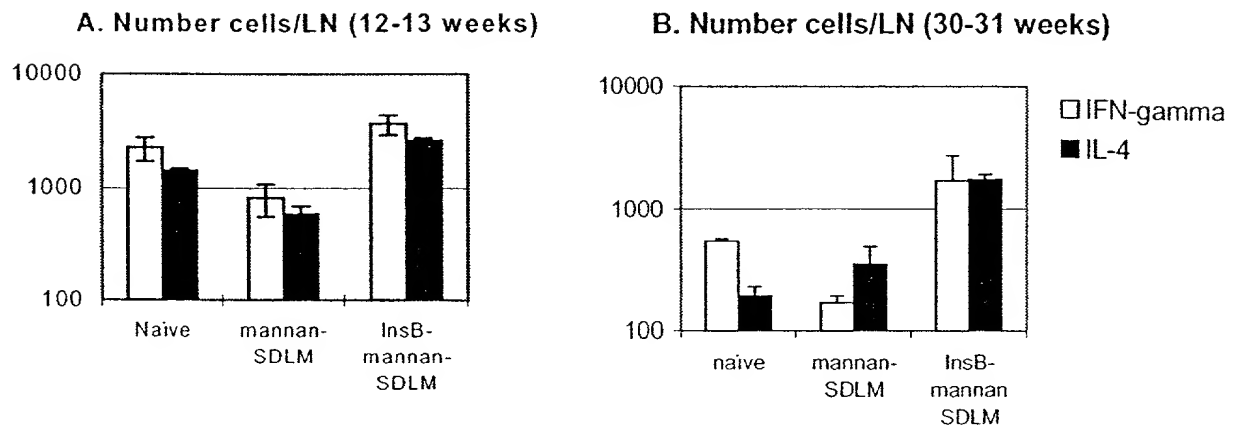 A. Number cells/LN (12-13 weeks)
10000
1000
100
Naive
mannan-
SDLM
InsB-
mannan-
SDLM
B. Number cells/LN (30-31 weeks)
10000
1000
100
naive
mannan-
SDLM
InsB-
mannan
SDLM
IFN-gamma
IL-4